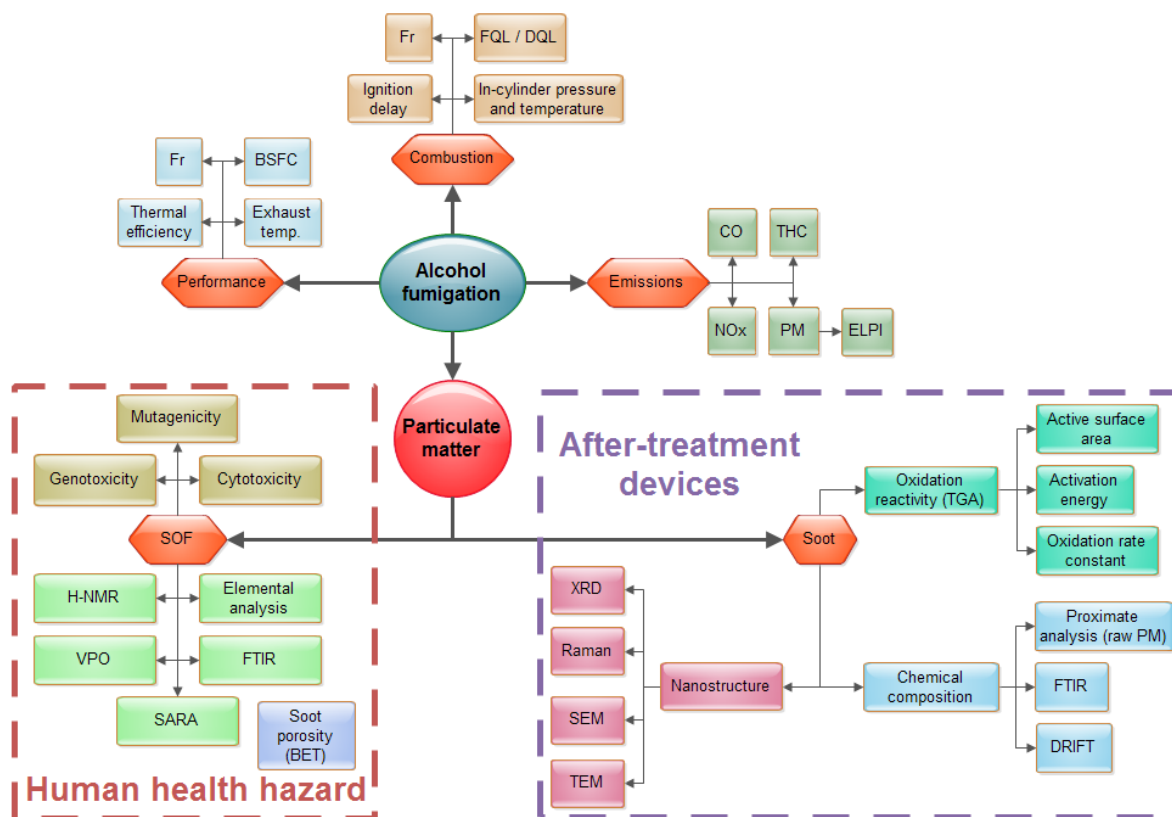 Fr
FQL / DQL
Ignition
delay
In-cylinder pressure
and temperature
Combustion
Fr
BSFC
Thermal
efficiency
Exhaust
temp.
Performance
Alcohol
fumigation
Emissions
CO
THC
NOx
PM
ELPI
Particulate
matter
Mutagenicity
Genotoxicity
Cytotoxicity
SOF
H-NMR
Elemental
analysis
VPO
FTIR
SARA
Soot
porosity
(BET)
Human health hazard
After-treatment
devices
Soot
Oxidation
reactivity (TGA)
Active surface
area
Activation
energy
Oxidation rate
constant
XRD
Raman
SEM
TEM
Nanostructure
Chemical
composition
Proximate
analysis (raw PM)
FTIR
DRIFT